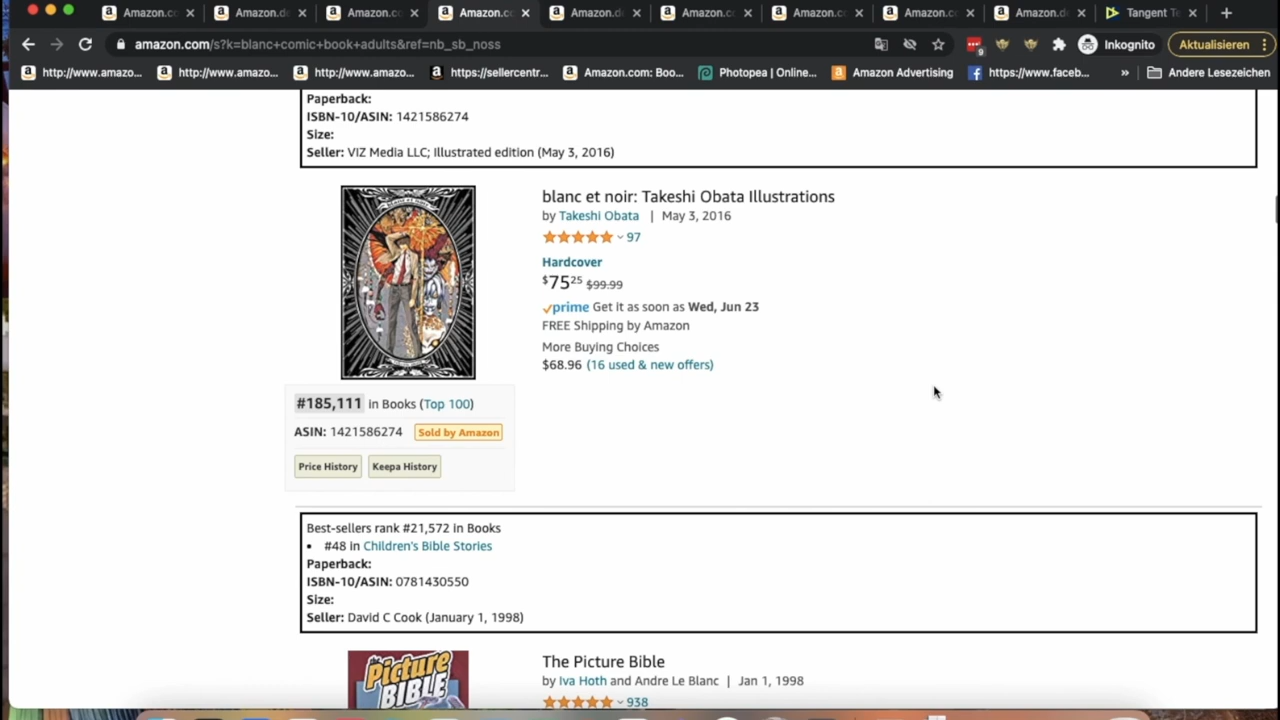 Amazon.c
Amazon.d
Amazon.co
Amazon.c
Amazon.d
Amazon.c
Amazon.c
Amazon.c
Amazon.d
Tangent Te
amazon.com/s?k=blanc+comic+book+adults&ref=nb_sb_noss
9
Inkognito
Aktualisieren
http://www.amazo...
http://www.amazo...
http://www.amazo...
https://sellercentr...
Amazon.com: Boo...
Photopea | Online...
Amazon Advertising
https://www.faceb...
»
Andere Lesezeichen
Paperback:
ISBN-10/ASIN: 1421586274
Size:
Seller: VIZ Media LLC; Illustrated edition (May 3, 2016)
blanc et noir: Takeshi Obata Illustrations
by Takeshi Obata | May 3, 2016
97
Hardcover
$75.25 $99.99
prime Get it as soon as Wed, Jun 23
FREE Shipping by Amazon
More Buying Choices
$68.96 (16 used & new offers)
#185,111 in Books (Top 100)
ASIN: 1421586274 Sold by Amazon
Price History Keepa History
Best-sellers rank #21,572 in Books
• #48 in Children's Bible Stories
Paperback:
ISBN-10/ASIN: 0781430550
Size:
Seller: David C Cook (January 1, 1998)
the Picture
BIBLE
The Picture Bible
by Iva Hoth and Andre Le Blanc | Jan 1, 1998
938